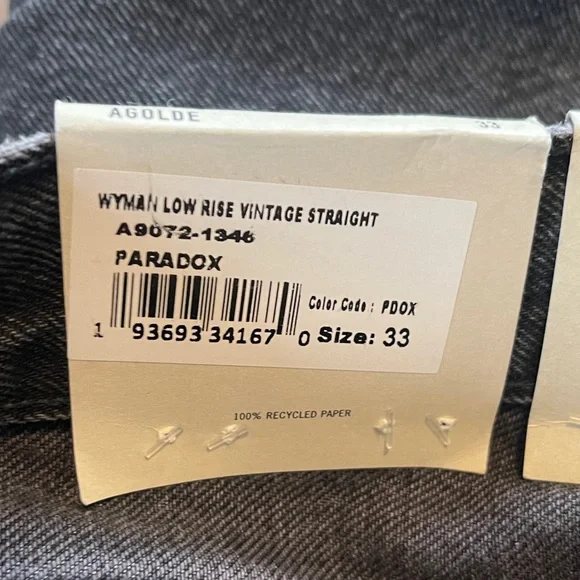 AGOLDE 33
WYMAN LOW RISE VINTAGE STRAIGHT
A9072-1346
PARADOX
Color Code : PDOX
1 93693 34167 0 Size: 33
100% RECYCLED PAPER